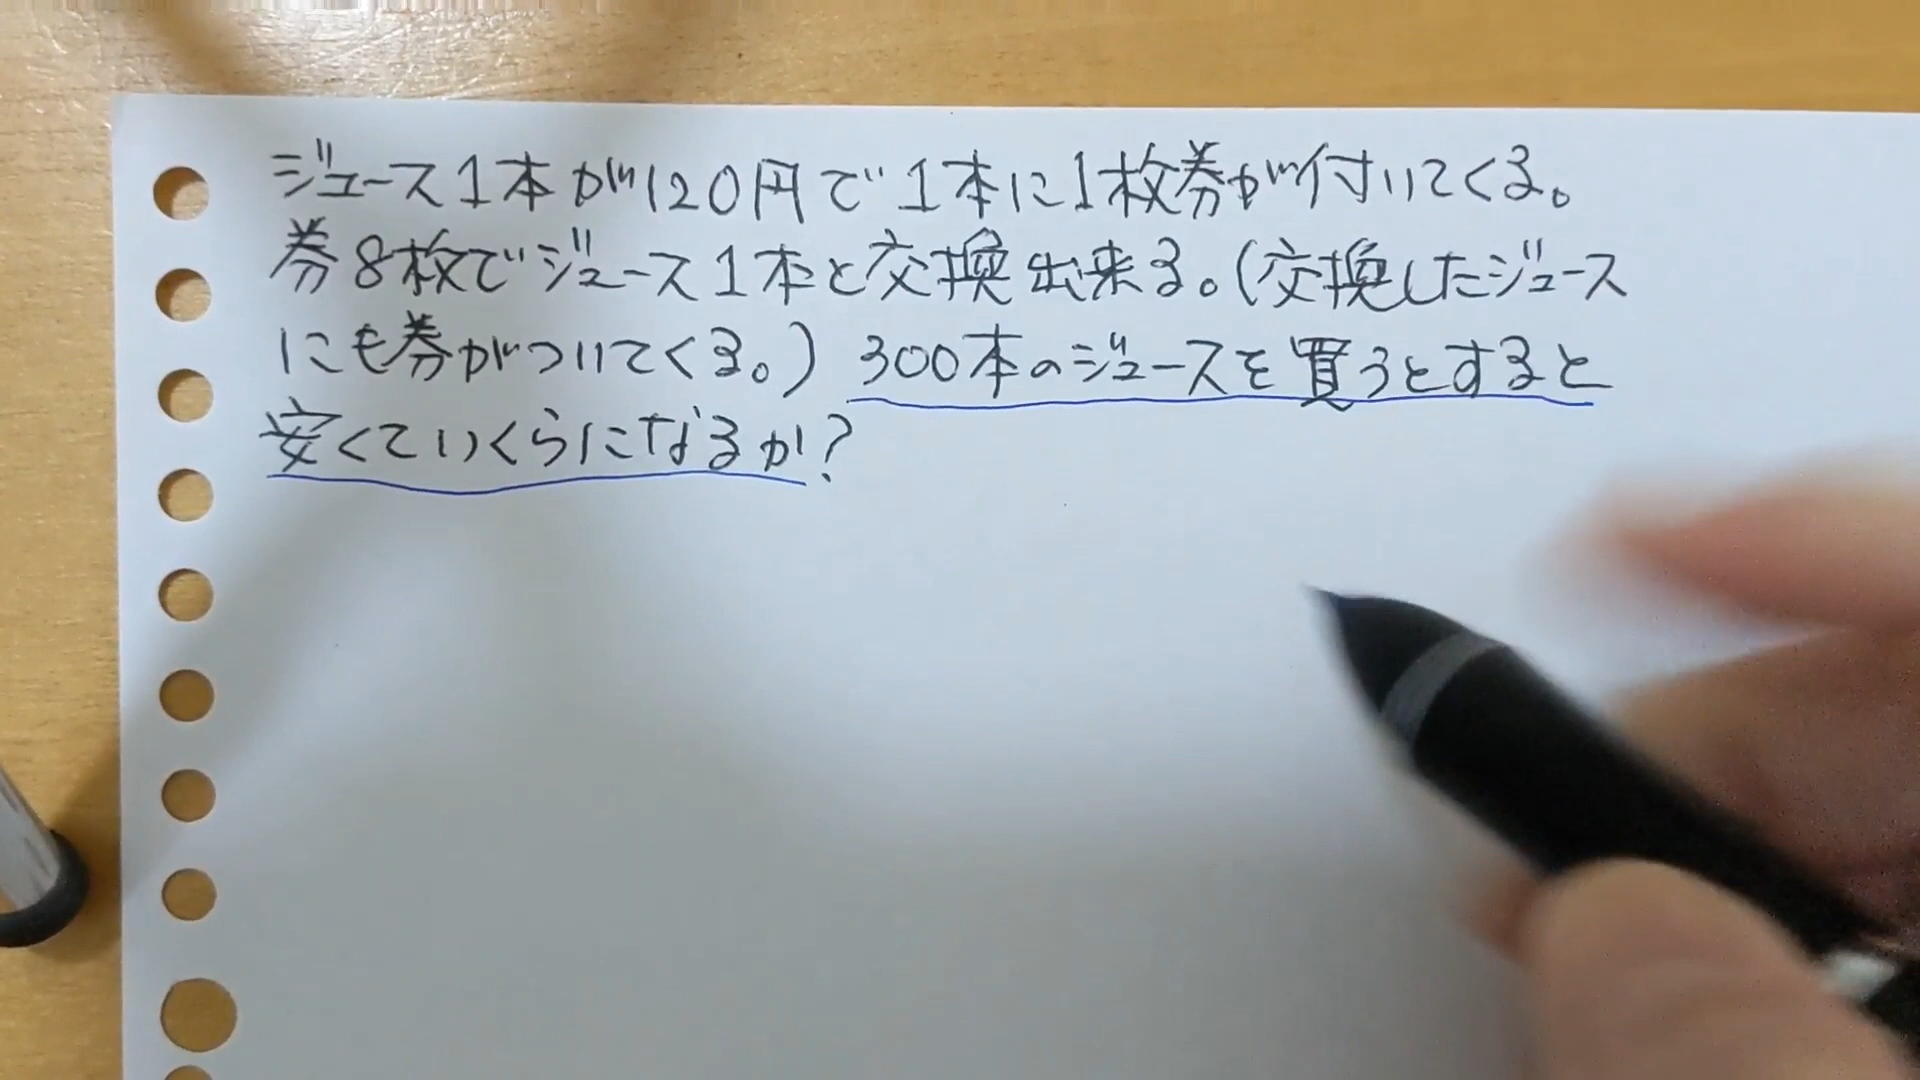 ジュース1本が120円で1本に1枚券が付いてくる。
券8枚でジュース1本と交換出来る。(交換したジュース
にも券がついてくる。) 300本のジュースを買うとすると
安くていくらになるか?